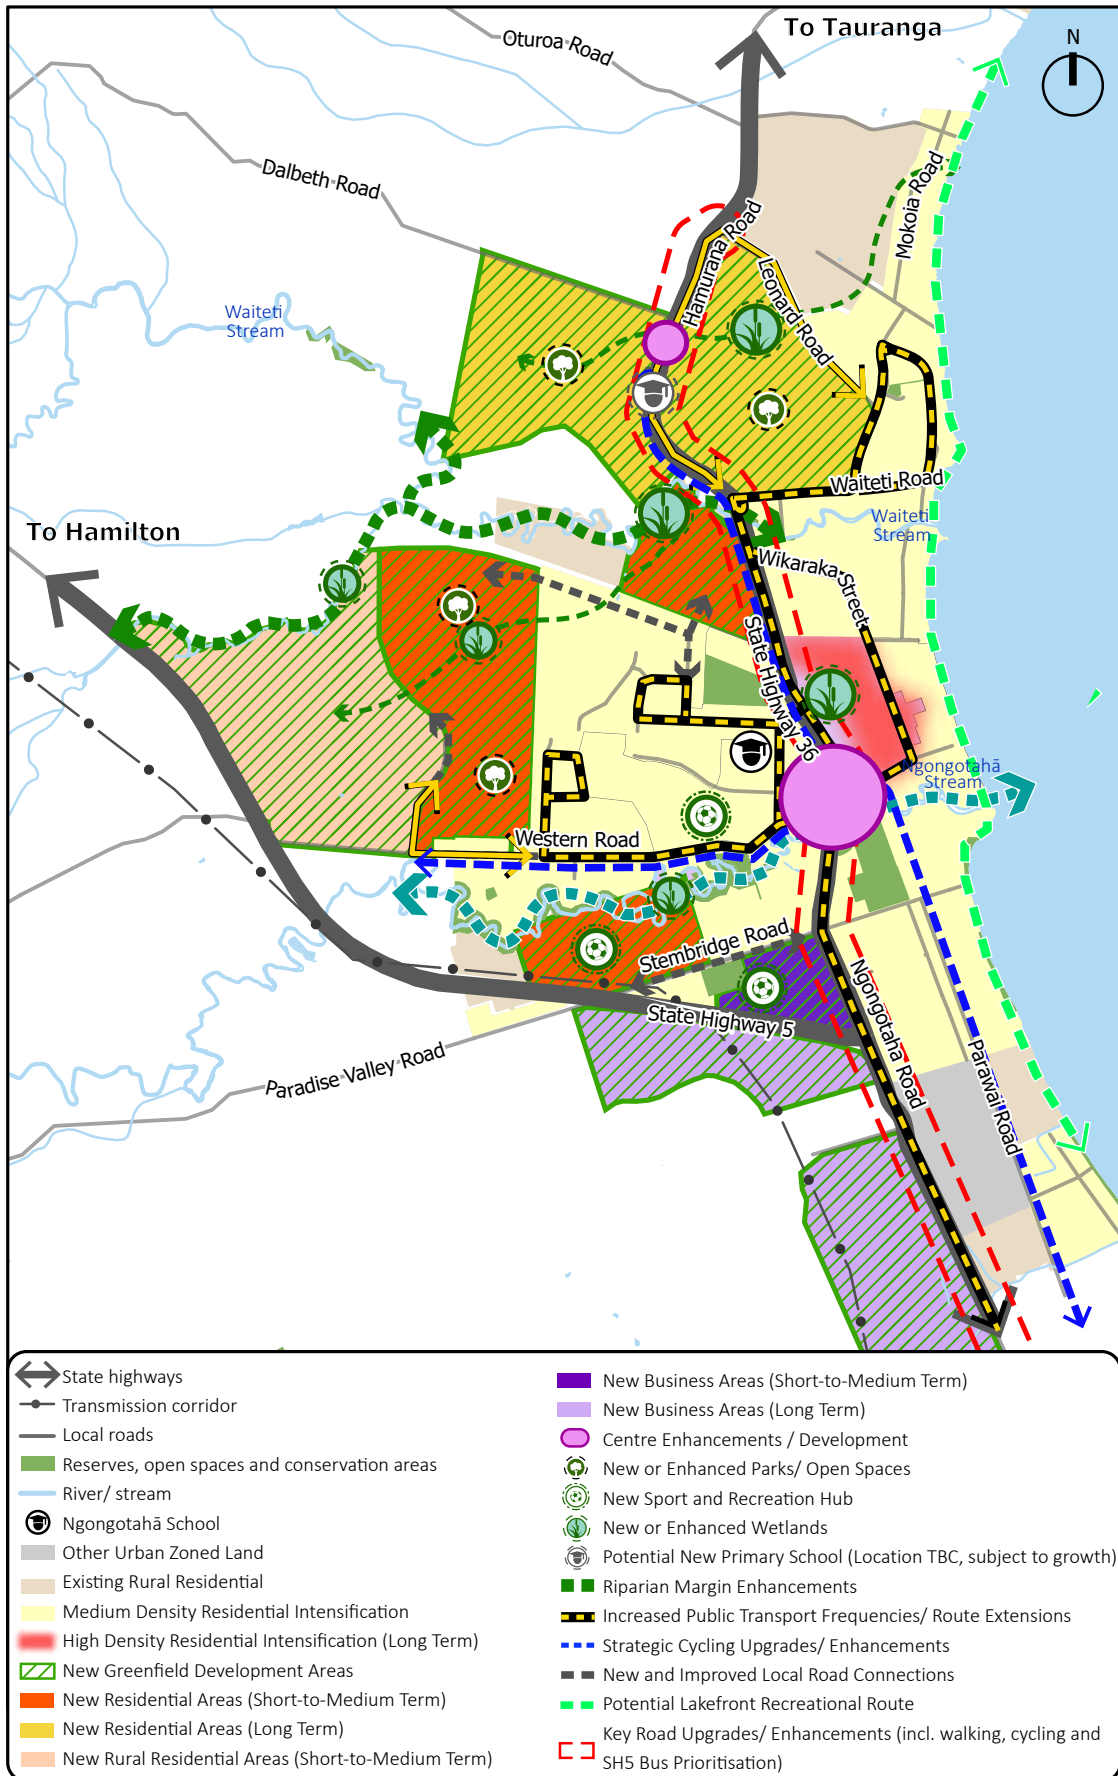 To Tauranga
N
Oturoa Road
Dalbeth Road
Mokoia Road
Hamurana Road
Leonard Road
Waiteti
Stream
Waiteti Road
Waiteti
Stream
To Hamilton
Wikaraka Street
State Highway 36
Ngongotahā
Stream
Western Road
Stembridge Road
State Highway 5
Ngongotaha Road
Parawai Road
Paradise Valley Road
State highways
Transmission corridor
Local roads
Reserves, open spaces and conservation areas
River/ stream
Ngongotahā School
Other Urban Zoned Land
Existing Rural Residential
Medium Density Residential Intensification
High Density Residential Intensification (Long Term)
New Greenfield Development Areas
New Residential Areas (Short-to-Medium Term)
New Residential Areas (Long Term)
New Rural Residential Areas (Short-to-Medium Term)
New Business Areas (Short-to-Medium Term)
New Business Areas (Long Term)
Centre Enhancements / Development
New or Enhanced Parks/ Open Spaces
New Sport and Recreation Hub
New or Enhanced Wetlands
Potential New Primary School (Location TBC, subject to growth)
Riparian Margin Enhancements
Increased Public Transport Frequencies/ Route Extensions
Strategic Cycling Upgrades/ Enhancements
New and Improved Local Road Connections
Potential Lakefront Recreational Route
Key Road Upgrades/ Enhancements (incl. walking, cycling and
SH5 Bus Prioritisation)